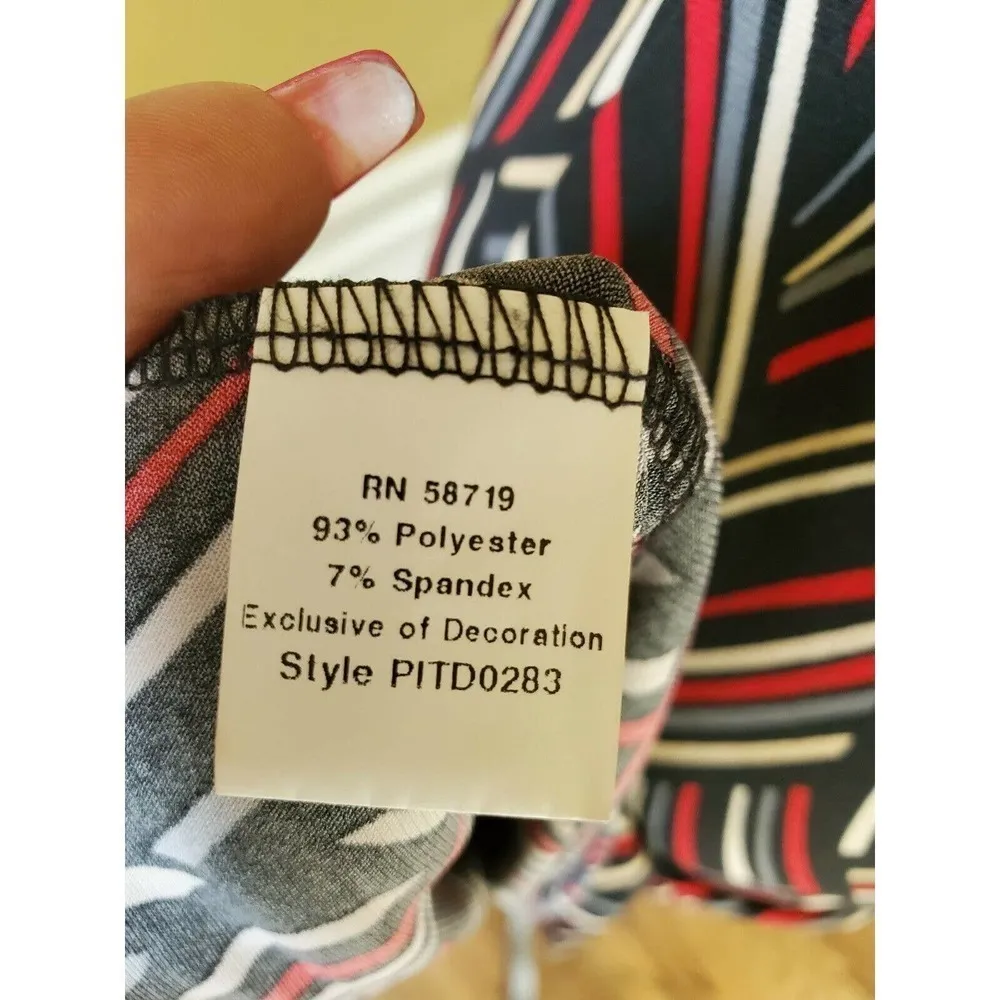 RN 58719
93% Polyester
7% Spandex
Exclusive of Decoration
Style PITD0283